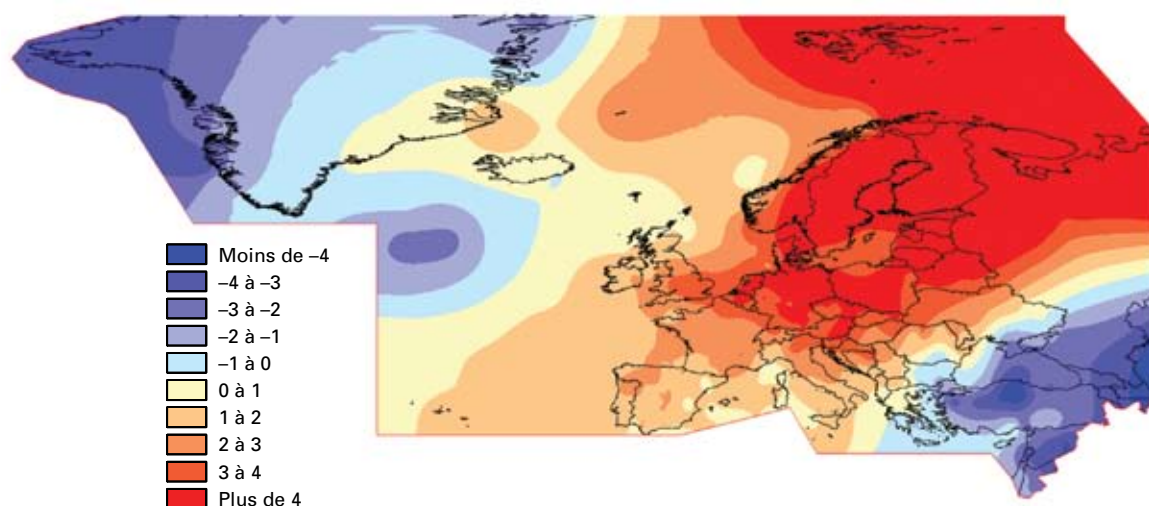 Moins de –4
–4 à –3
–3 à –2
–2 à –1
–1 à 0
0 à 1
1 à 2
2 à 3
3 à 4
Plus de 4